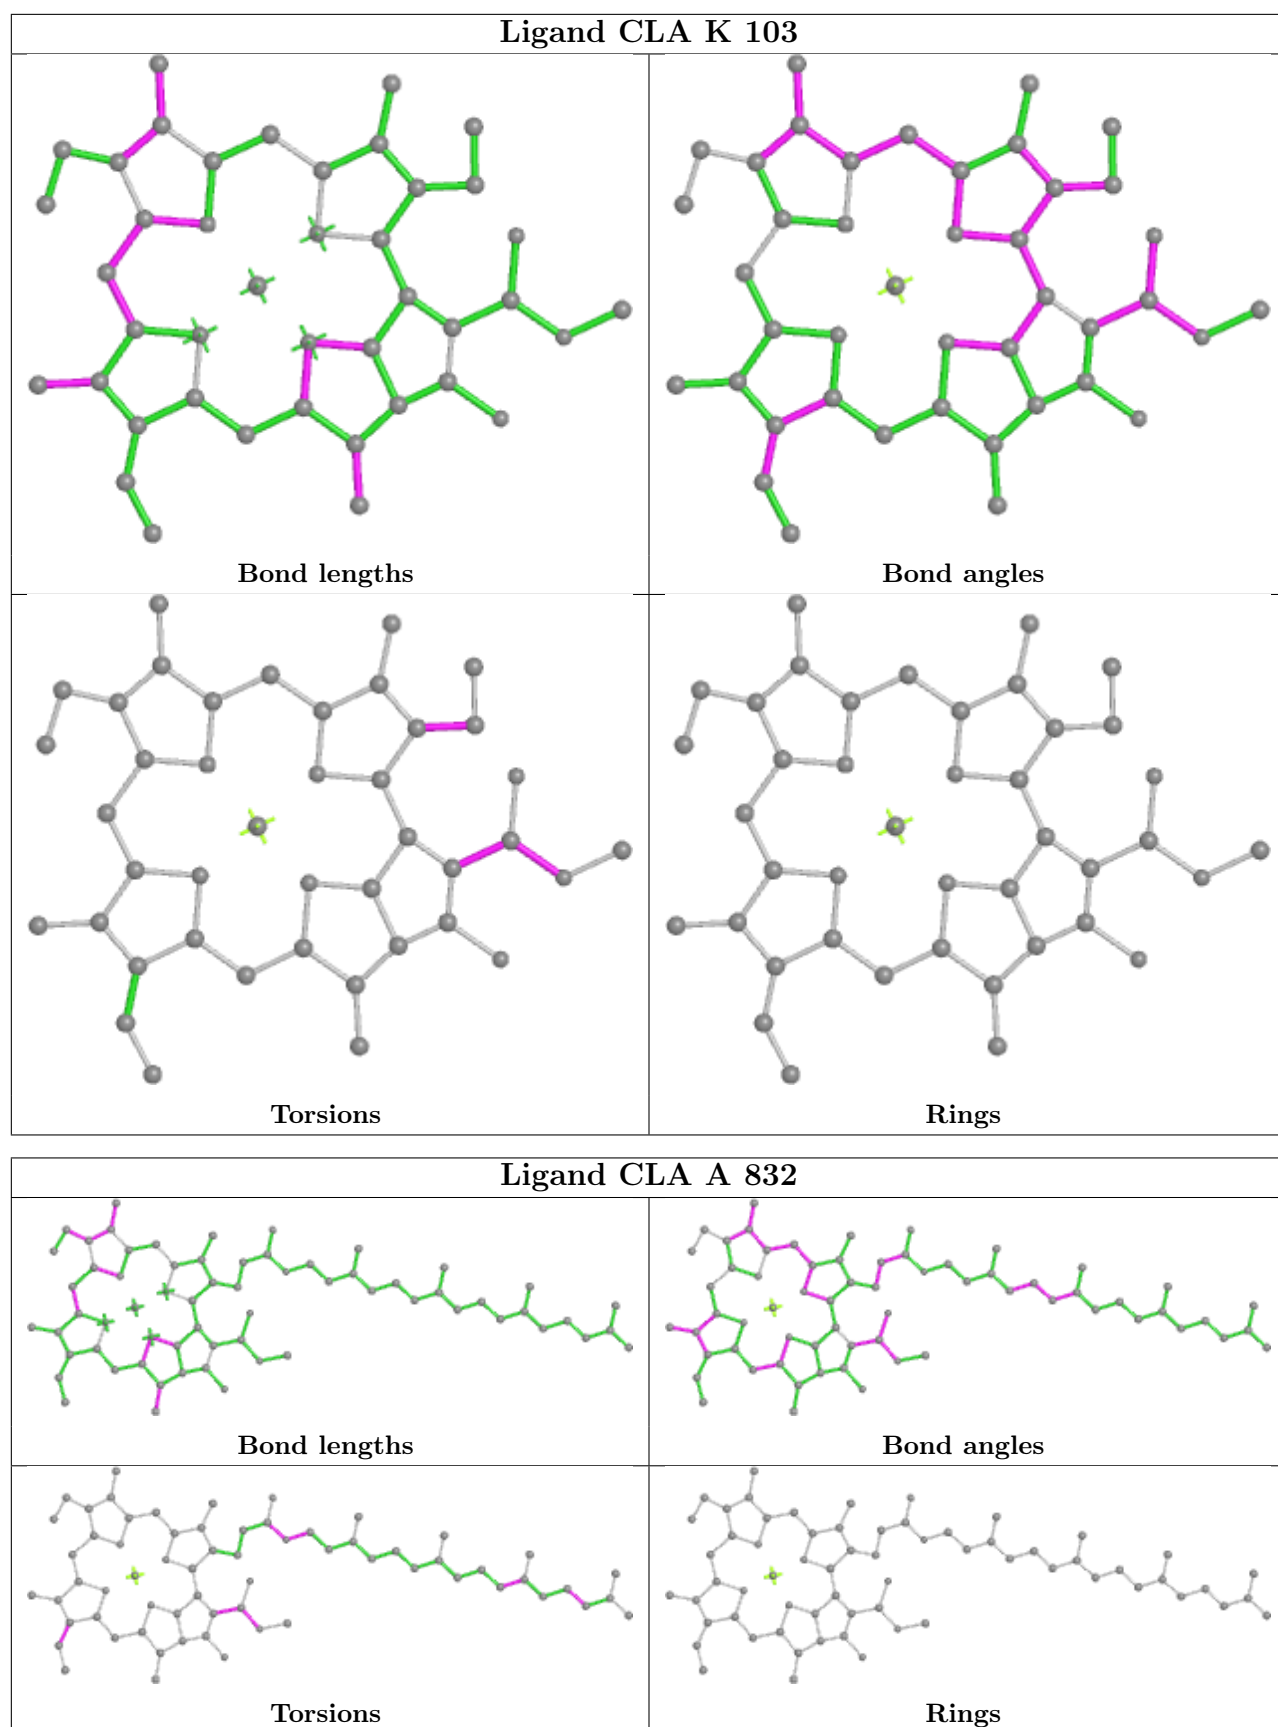 Ligand CLA K 103
Bond lengths
Bond angles
Torsions
Rings
Ligand CLA A 832
Bond lengths
Bond angles
Torsions
Rings